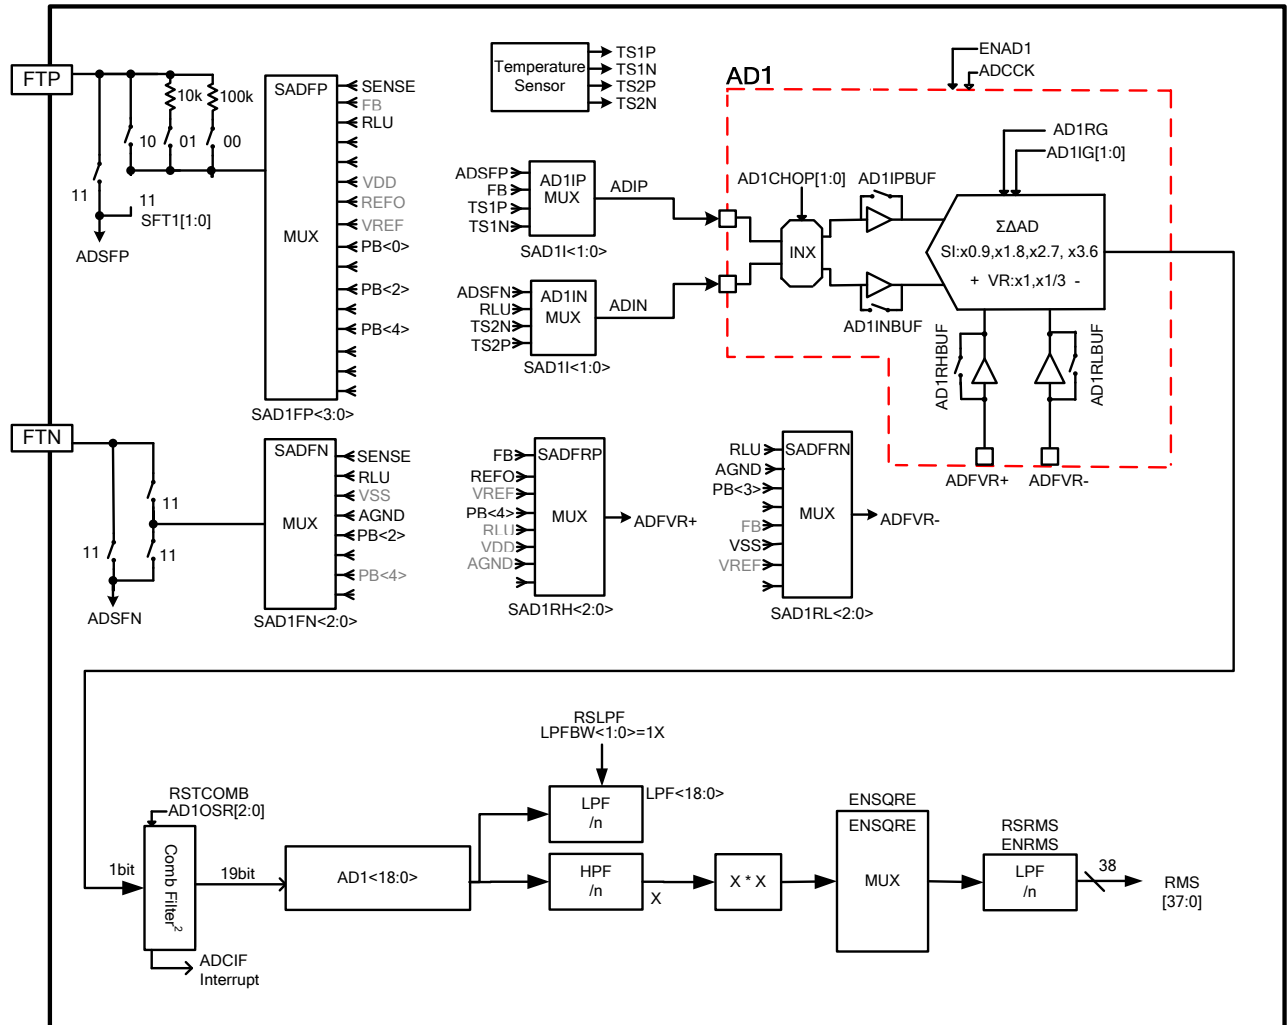 FTP
10k
100k
10
01
00
11
11
SFT1[1:0]
ADSFP
SADFP
MUX
SENSE
FB
RLU
VDD
REFO
VREF
PB<0>
PB<2>
PB<4>
SAD1FP<3:0>
Temperature
Sensor
TS1P
TS1N
TS2P
TS2N
ADSFP
FB
TS1P
TS1N
AD1IP
MUX
ADIP
SAD1I<1:0>
ADSFN
RLU
TS2N
TS2P
AD1IN
MUX
ADIN
SAD1I<1:0>
AD1
ENAD1
ADCCK
AD1RG
AD1IG[1:0]
AD1CHOP[1:0]
INX
AD1IPBUF
AD1INBUF
ΣΔAD
SI:x0.9,x1.8,x2.7, x3.6
+ VR:x1,x1/3 -
AD1RHBUF
AD1RLBUF
ADFVR+
ADFVR-
FTN
11
11
11
ADSFN
SADFN
MUX
SENSE
RLU
VSS
AGND
PB<2>
PB<4>
SAD1FN<2:0>
FB
REFO
VREF
PB<4>
RLU
VDD
AGND
SADFRP
MUX
ADFVR+
SAD1RH<2:0>
RLU
AGND
PB<3>
FB
VSS
VREF
SADFRN
MUX
ADFVR-
SAD1RL<2:0>
RSTCOMB
AD1OSR[2:0]
1bit
Comb Filter²
19bit
ADCIF
Interrupt
AD1<18:0>
RSLPF
LPFBW<1:0>=1X
LPF
/n
LPF<18:0>
HPF
/n
X
X * X
ENSQRE
ENSQRE
MUX
RSRMS
ENRMS
LPF
/n
38
RMS
[37:0]